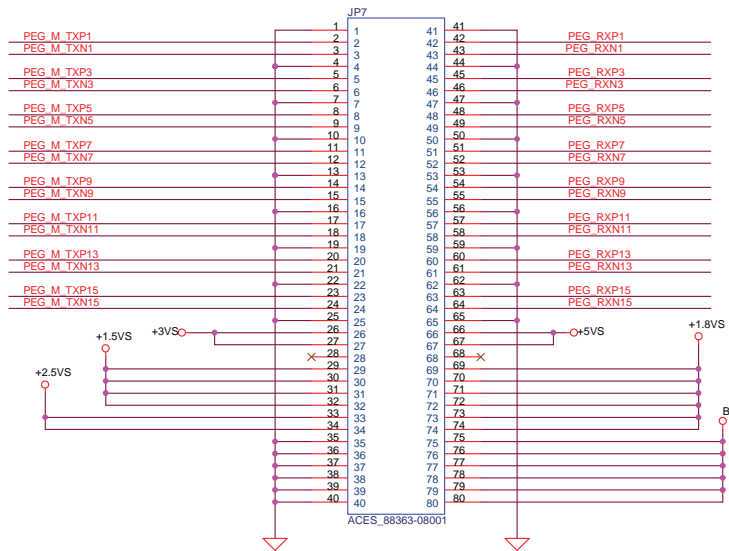 JP7
1 1 41 41
PEG_M_TXP1 2 2 42 42 PEG_RXP1
PEG_M_TXN1 3 3 43 43 PEG_RXN1
4 4 44 44
PEG_M_TXP3 5 5 45 45 PEG_RXP3
PEG_M_TXN3 6 6 46 46 PEG_RXN3
7 7 47 47
PEG_M_TXP5 8 8 48 48 PEG_RXP5
PEG_M_TXN5 9 9 49 49 PEG_RXN5
10 10 50 50
PEG_M_TXP7 11 11 51 51 PEG_RXP7
PEG_M_TXN7 12 12 52 52 PEG_RXN7
13 13 53 53
PEG_M_TXP9 14 14 54 54 PEG_RXP9
PEG_M_TXN9 15 15 55 55 PEG_RXN9
16 16 56 56
PEG_M_TXP11 17 17 57 57 PEG_RXP11
PEG_M_TXN11 18 18 58 58 PEG_RXN11
19 19 59 59
PEG_M_TXP13 20 20 60 60 PEG_RXP13
PEG_M_TXN13 21 21 61 61 PEG_RXN13
22 22 62 62
PEG_M_TXP15 23 23 63 63 PEG_RXP15
PEG_M_TXN15 24 24 64 64 PEG_RXN15
25 25 65 65
+3VS 26 26 66 66 +5VS +1.8VS
+1.5VS 27 27 67 67
28 28 68 68
29 29 69 69
+2.5VS 30 30 70 70
31 31 71 71
32 32 72 72
33 33 73 73 B
34 34 74 74
35 35 75 75
36 36 76 76
37 37 77 77
38 38 78 78
39 39 79 79
40 40 80 80
ACES_88363-08001